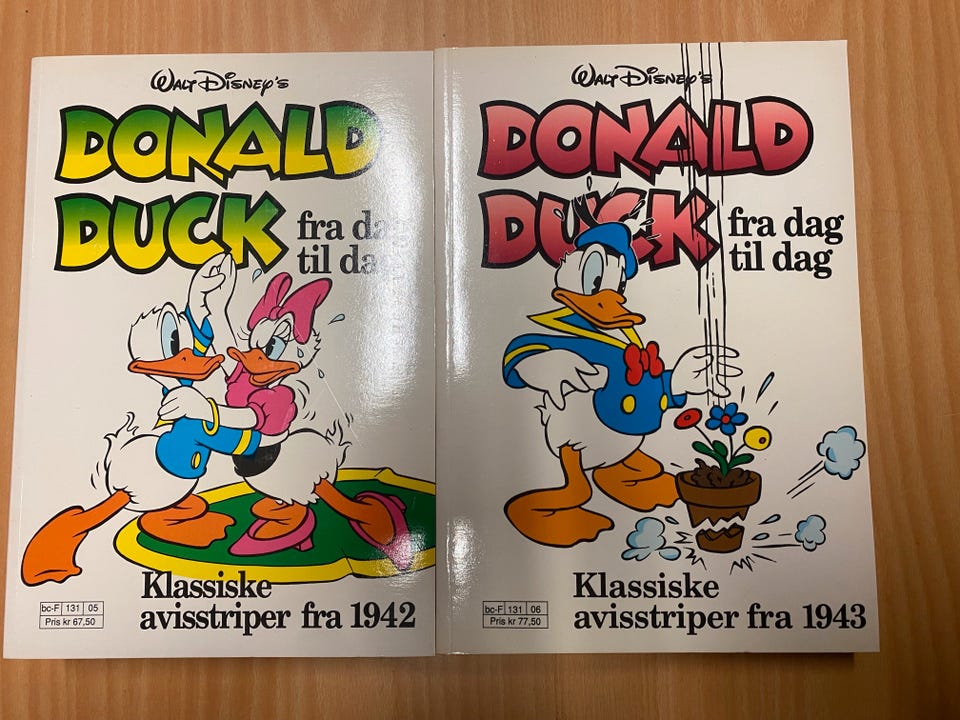 WALT DISNEY'S
DONALD
DUCK
fra dag
til dag
Klassiske
avisstriper fra 1942
bc-F 131 05
Pris kr 67,50
WALT DISNEY'S
DONALD
DUCK
fra dag
til dag
Klassiske
avisstriper fra 1943
bc-F 131 06
Pris kr 77,50